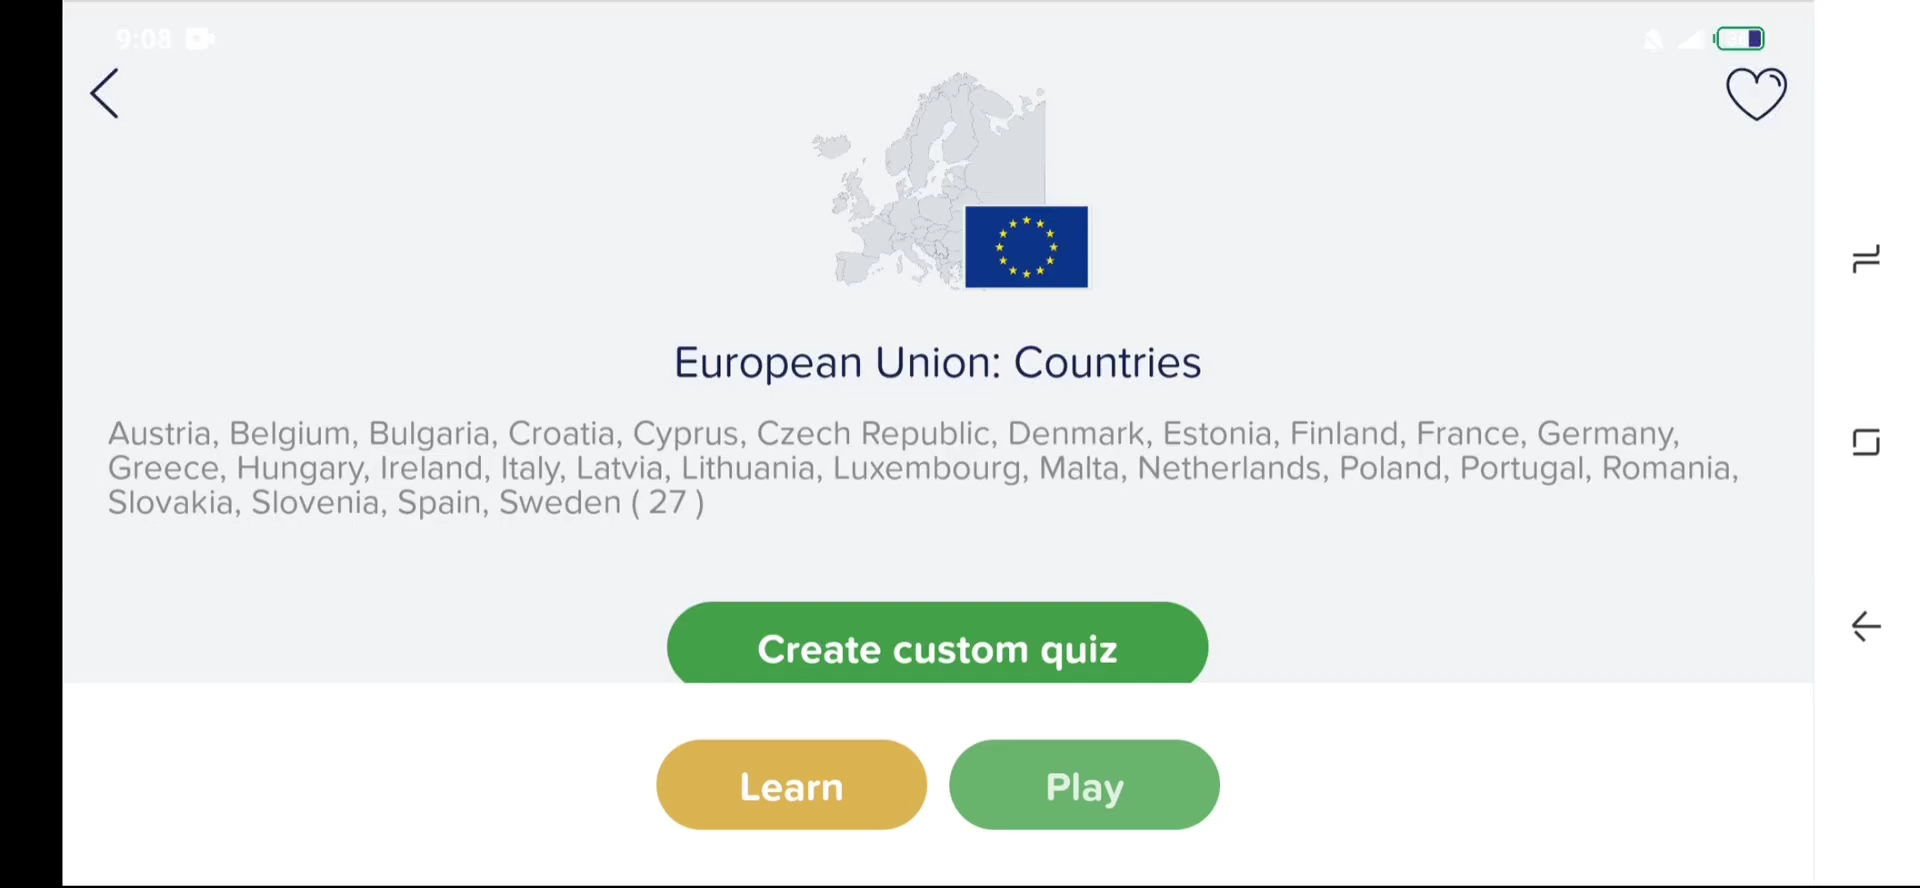 9:08
European Union: Countries
Austria, Belgium, Bulgaria, Croatia, Cyprus, Czech Republic, Denmark, Estonia, Finland, France, Germany,
Greece, Hungary, Ireland, Italy, Latvia, Lithuania, Luxembourg, Malta, Netherlands, Poland, Portugal, Romania,
Slovakia, Slovenia, Spain, Sweden ( 27 )
Create custom quiz
Learn
Play